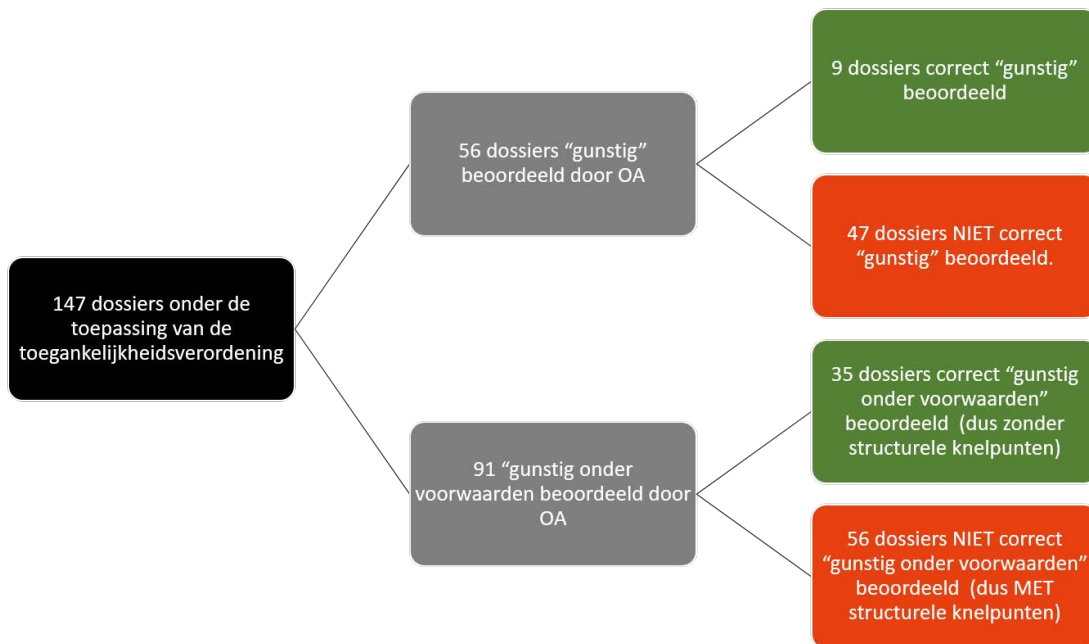 147 dossiers onder de
toepassing van de
toegankelijkheidsverordening
56 dossiers “gunstig”
beoordeeld door OA
9 dossiers correct “gunstig”
beoordeeld
47 dossiers NIET correct
“gunstig” beoordeeld.
91 “gunstig onder
voorwaarden beoordeeld door
OA
35 dossiers correct “gunstig
onder voorwaarden”
beoordeeld (dus zonder
structurele knelpunten)
56 dossiers NIET correct
“gunstig onder voorwaarden”
beoordeeld (dus MET
structurele knelpunten)